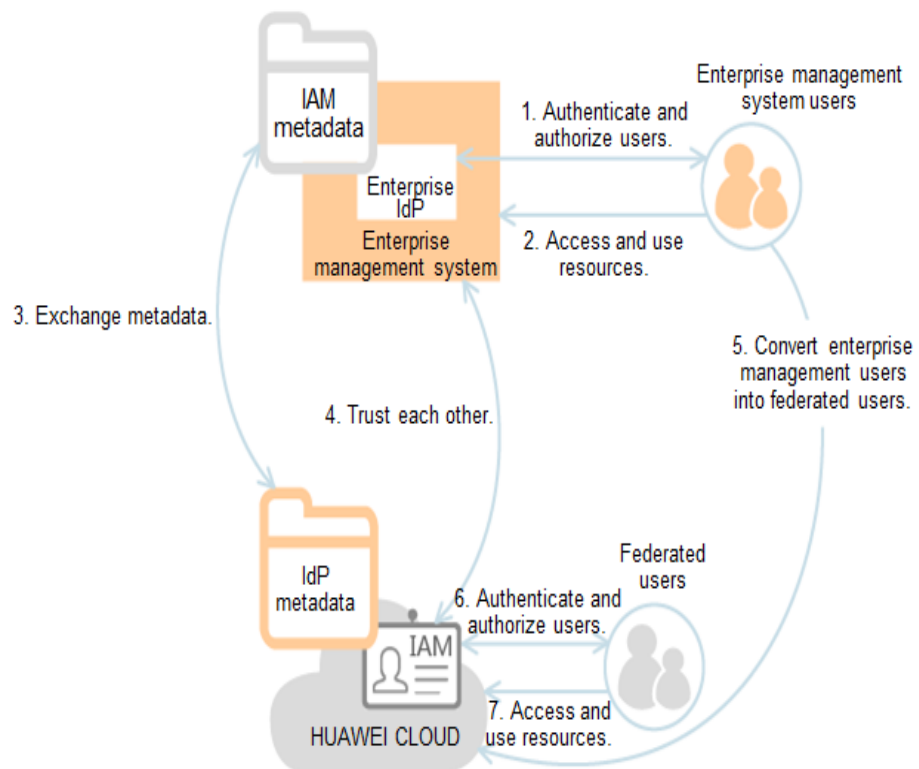 IAM
metadata
Enterprise management
system users
1. Authenticate and
authorize users.
Enterprise
IdP
Enterprise
management system
2. Access and use
resources.
3. Exchange metadata.
5. Convert enterprise
management users
into federated users.
4. Trust each other.
IdP
metadata
Federated
users
6. Authenticate and
authorize users.
IAM
7. Access and
use resources.
HUAWEI CLOUD